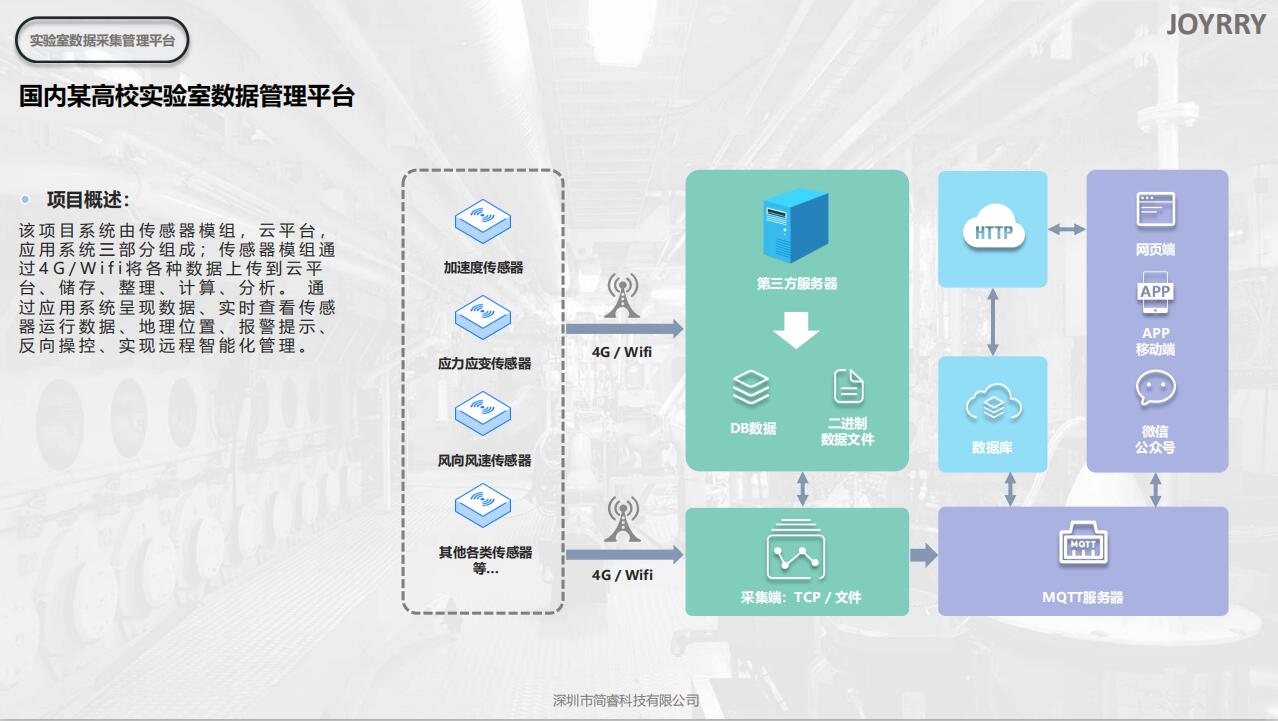 实验室数据采集管理平台
JOYRRY
国内某高校实验室数据管理平台
项目概述：
该项目系统由传感器模组，云平台，
应用系统三部分组成；传感器模组通
过4G/Wifi将各种数据上传到云平
台、储存、整理、计算、分析。 通
过应用系统呈现数据、实时查看传感
器运行数据、地理位置、报警提示、
反向操控、实现远程智能化管理。
加速度传感器
应力应变传感器
风向风速传感器
其他各类传感器
等...
4G / Wifi
4G / Wifi
第三方服务器
DB数据
二进制
数据文件
采集端：TCP / 文件
HTTP
数据库
网页端
APP
APP
移动端
微信
公众号
MQTT
MQTT服务器
深圳市简睿科技有限公司